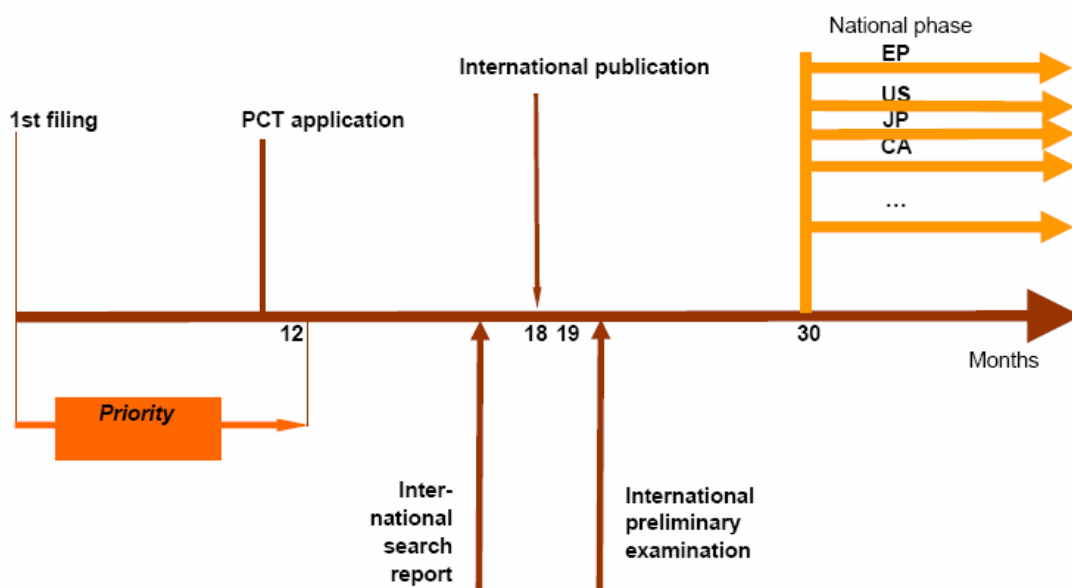 National phase
EP
International publication
US
1st filing
PCT application
JP
CA
...
12
18 19
30
Months
Priority
Inter-
national
search
report
International
preliminary
examination